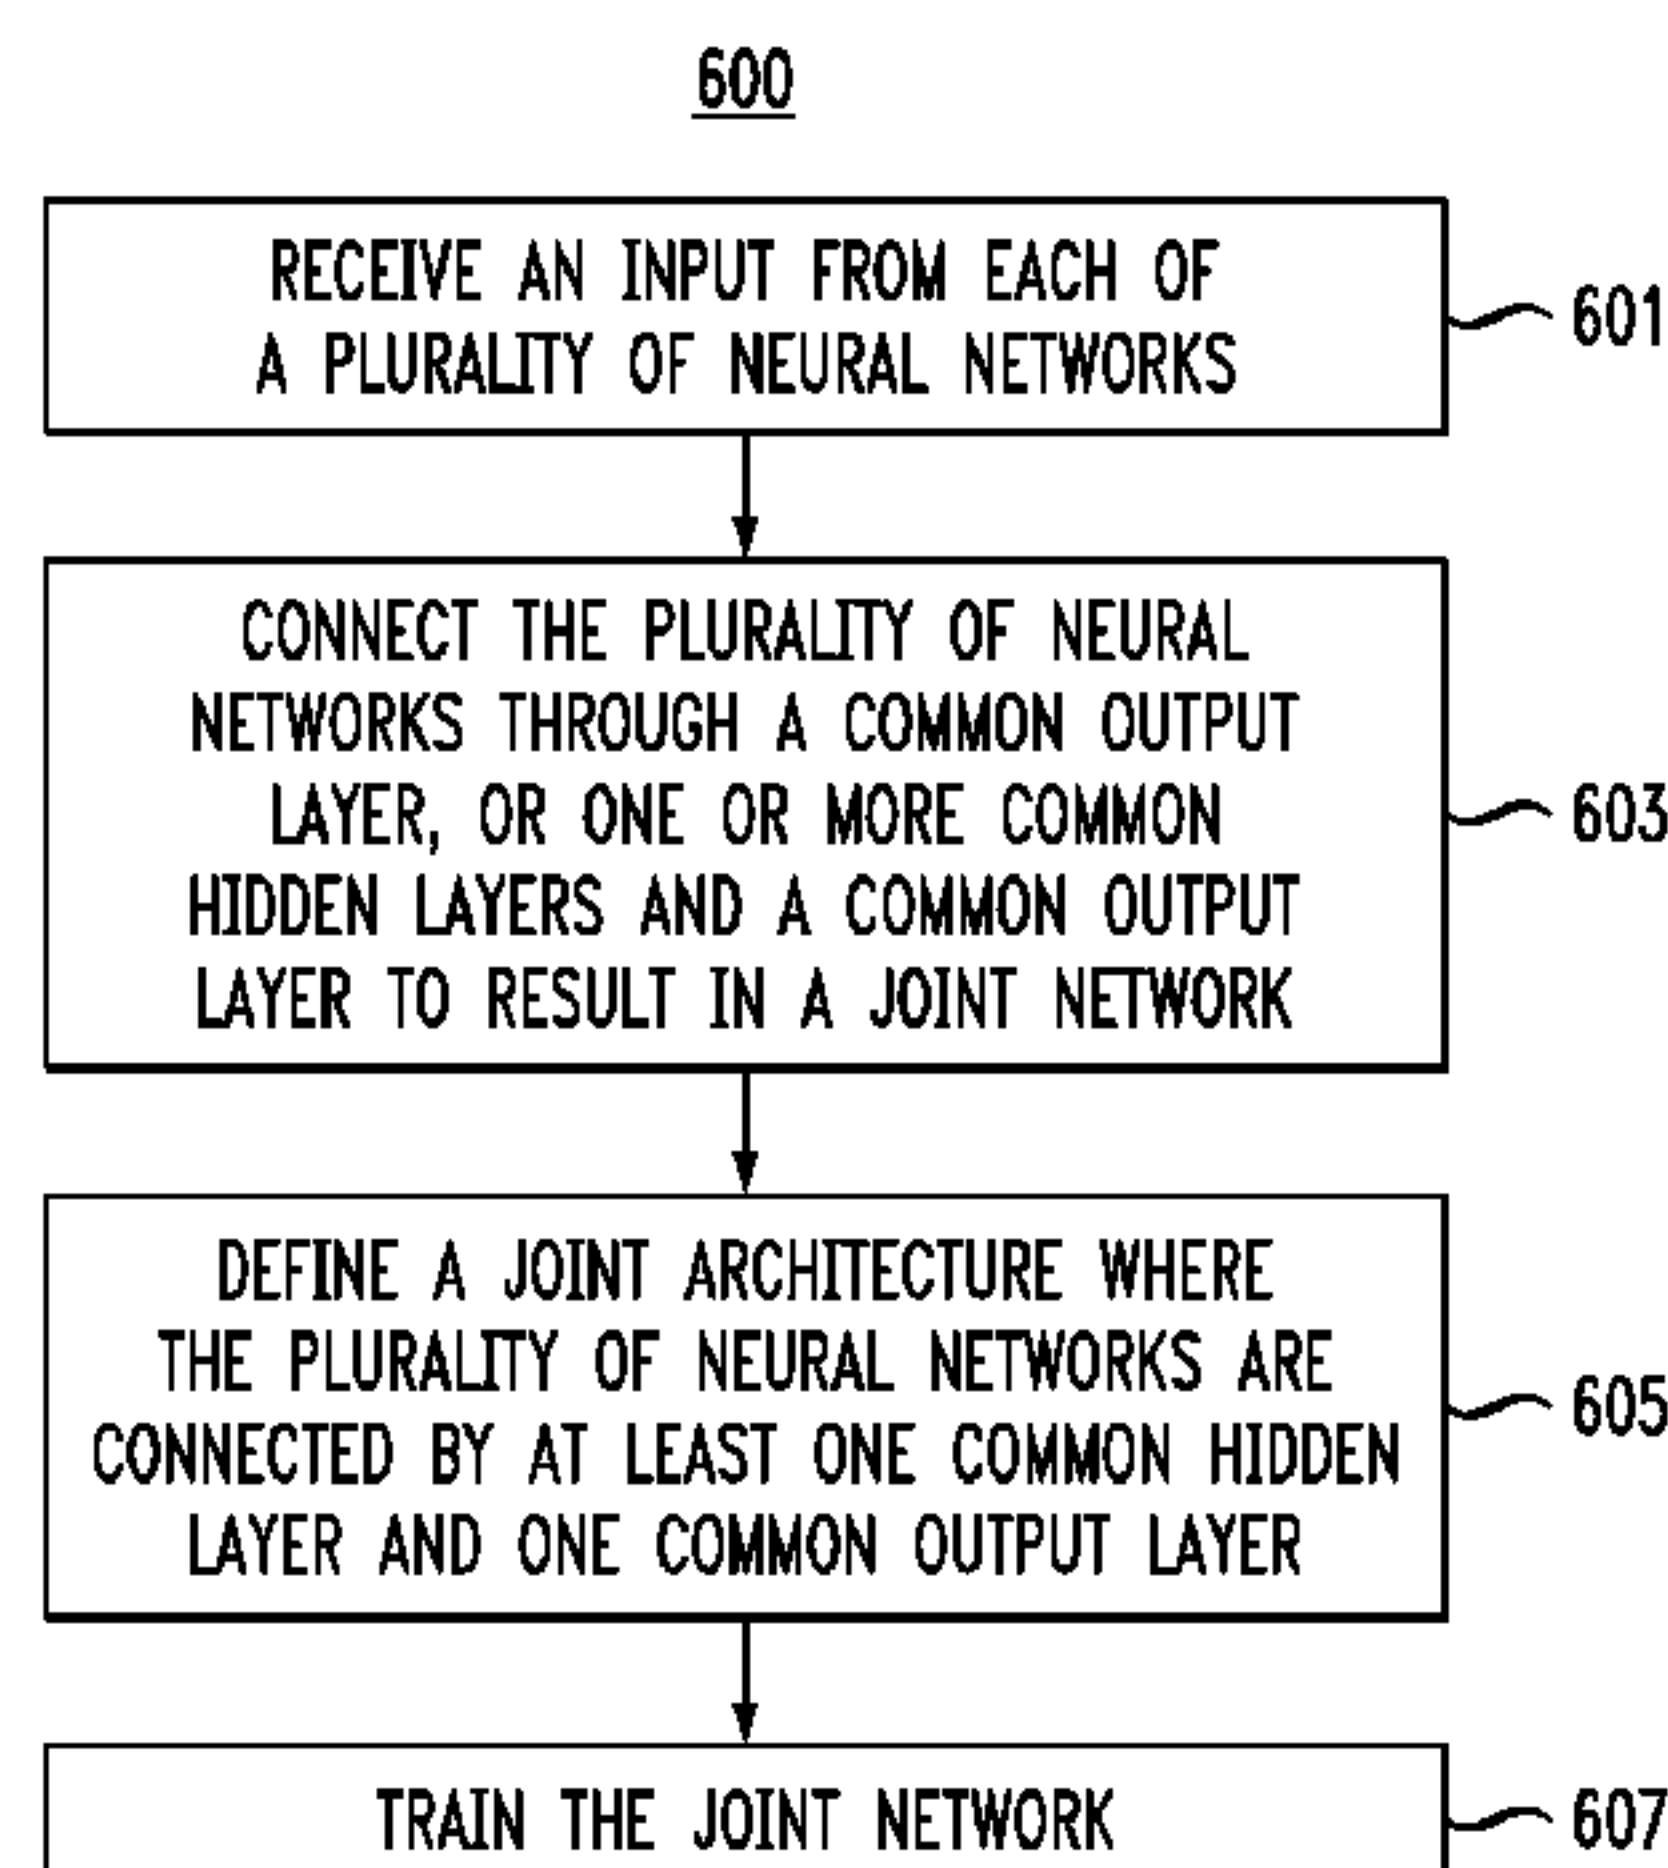 600
RECEIVE AN INPUT FROM EACH OF
A PLURALITY OF NEURAL NETWORKS
601
CONNECT THE PLURALITY OF NEURAL
NETWORKS THROUGH A COMMON OUTPUT
LAYER, OR ONE OR MORE COMMON
HIDDEN LAYERS AND A COMMON OUTPUT
LAYER TO RESULT IN A JOINT NETWORK
603
DEFINE A JOINT ARCHITECTURE WHERE
THE PLURALITY OF NEURAL NETWORKS ARE
CONNECTED BY AT LEAST ONE COMMON HIDDEN
LAYER AND ONE COMMON OUTPUT LAYER
605
TRAIN THE JOINT NETWORK
607